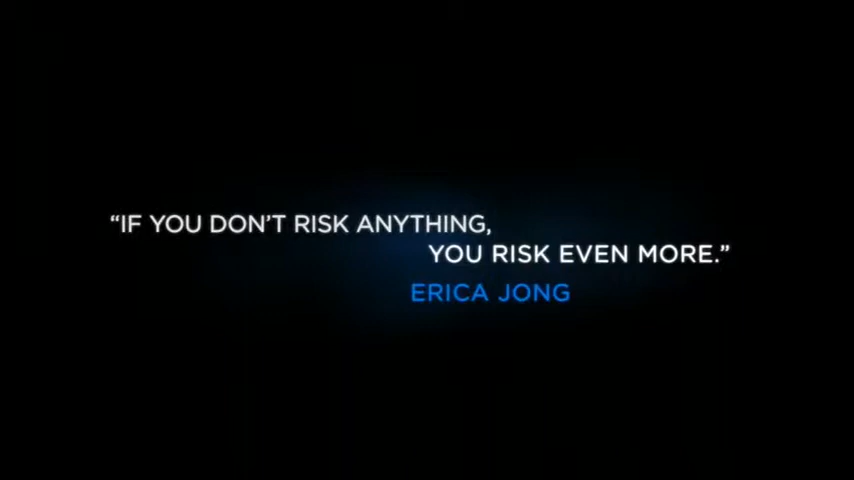 “IF YOU DON’T RISK ANYTHING,
YOU RISK EVEN MORE.”
ERICA JONG